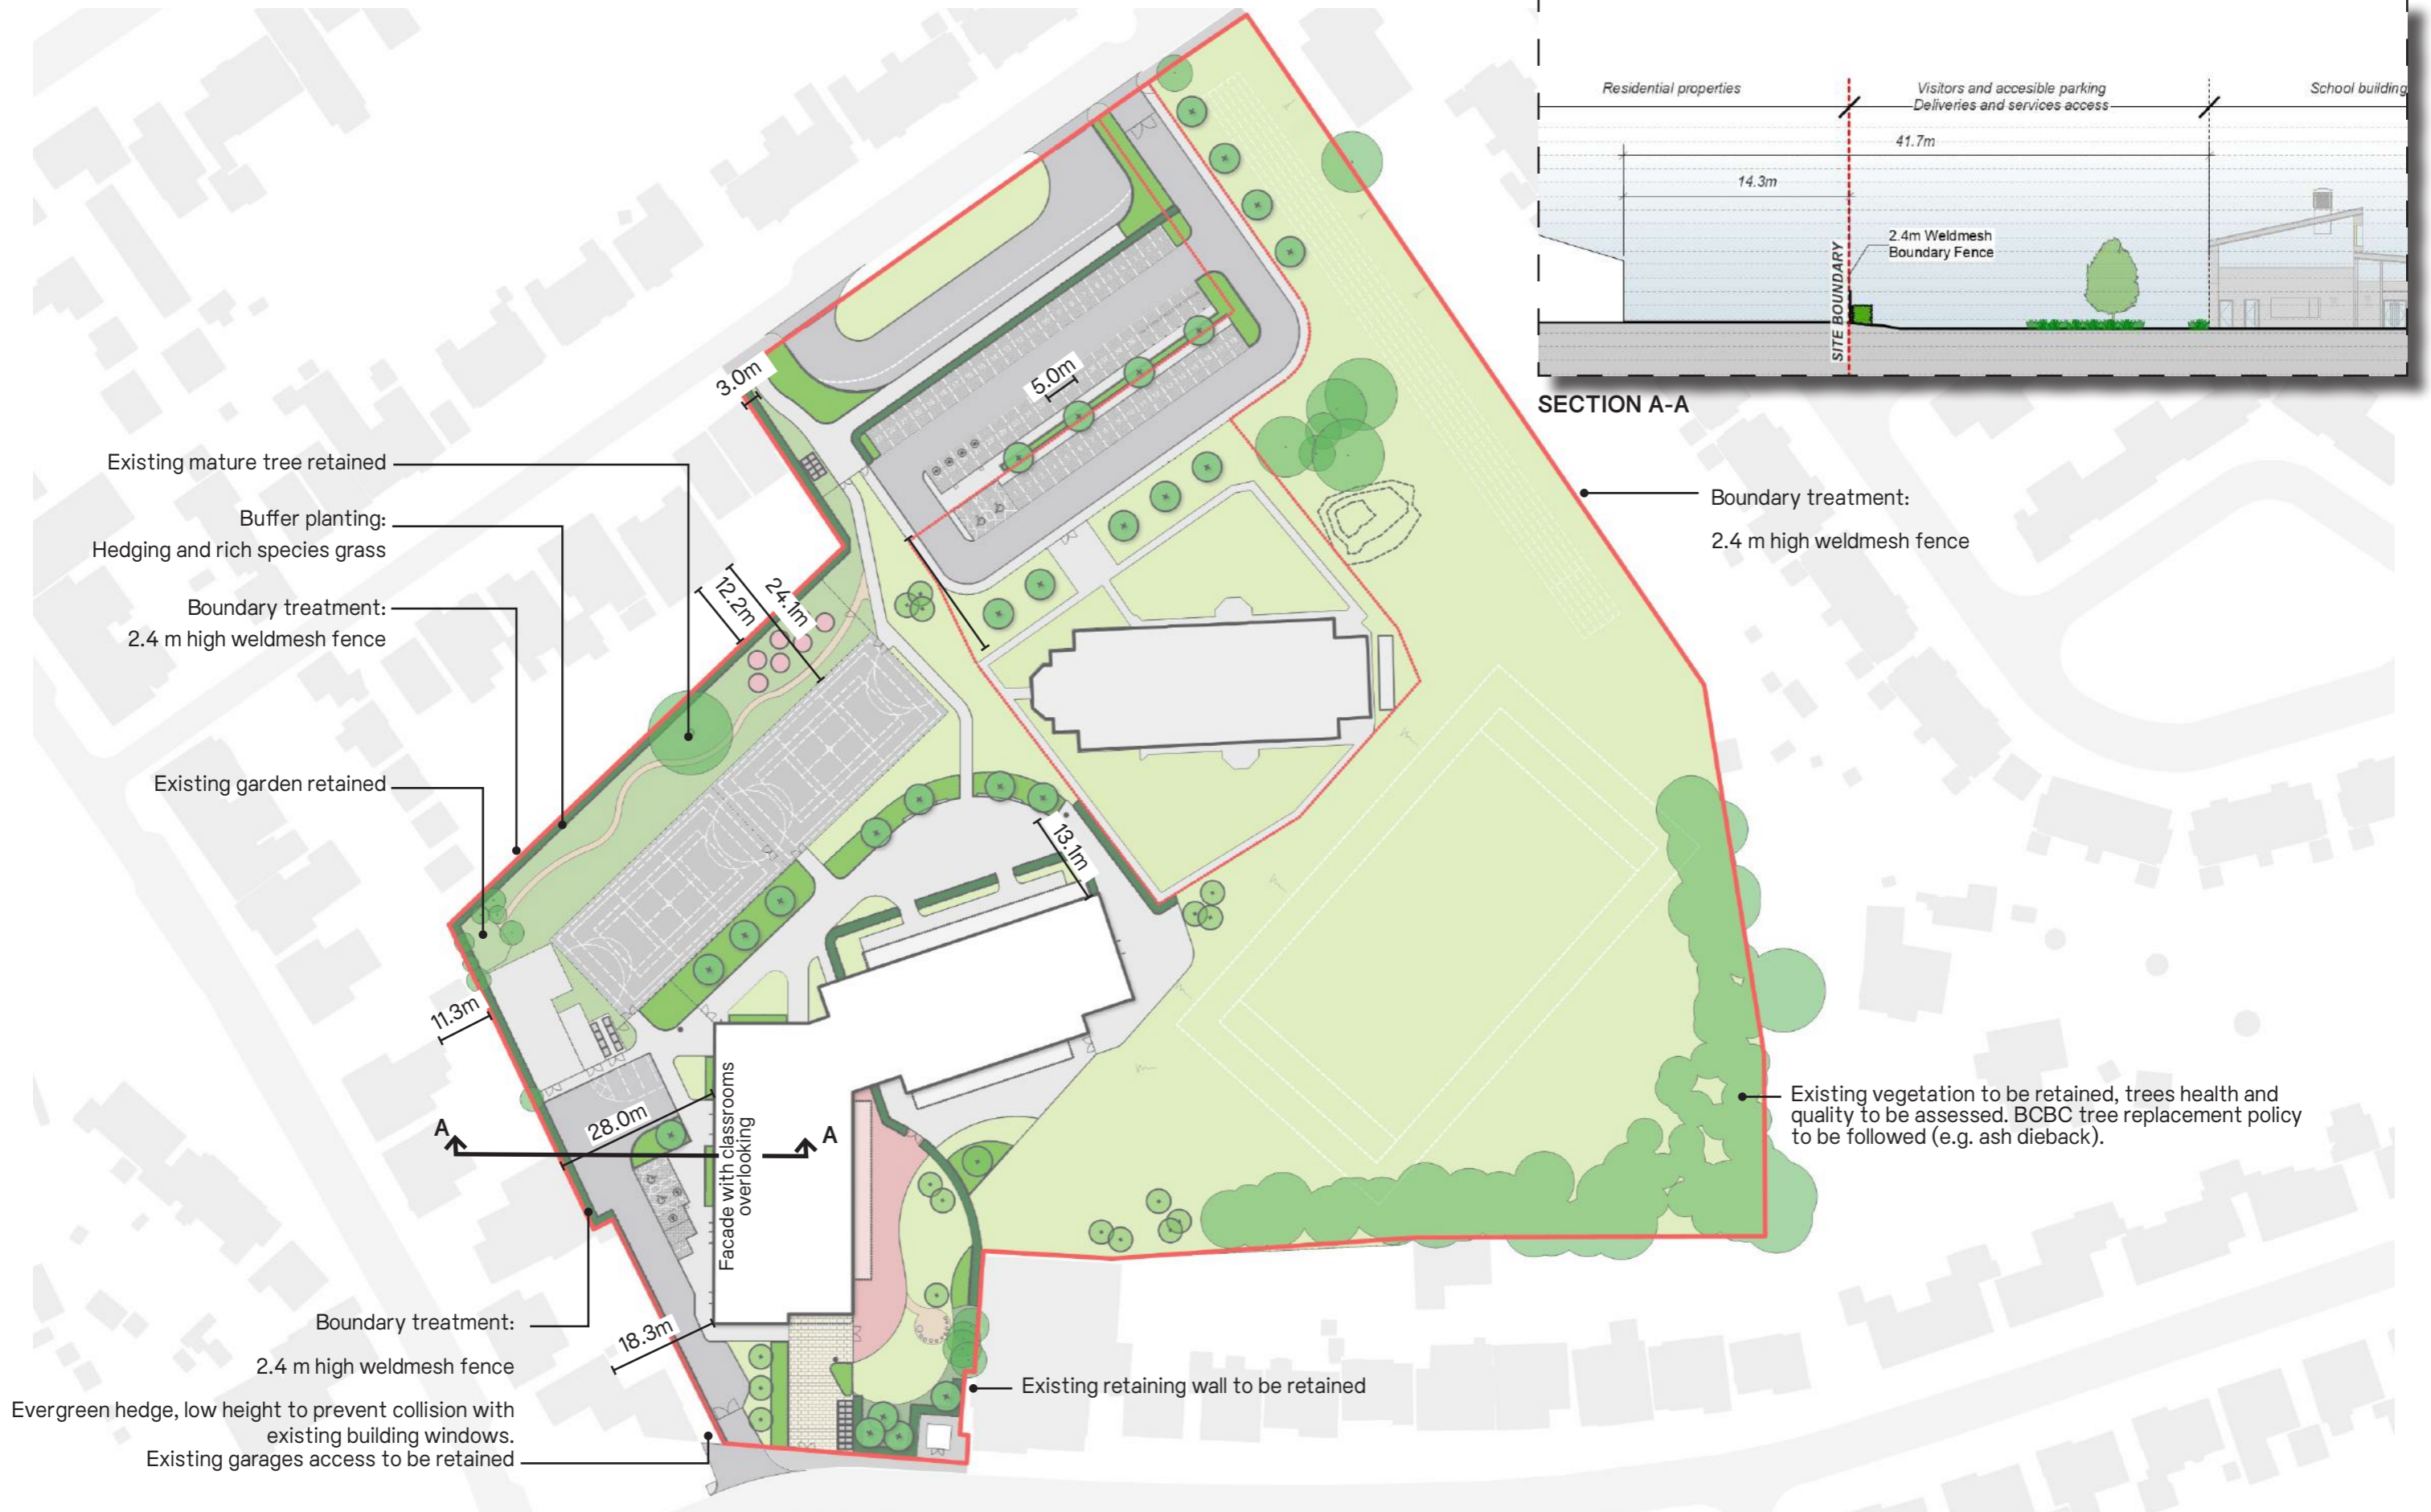 Residential properties
Visitors and accesible parking
Deliveries and services access
School building
41.7m
14.3m
2.4m Weldmesh
Boundary Fence
SITE BOUNDARY
SECTION A-A
3.0m
5.0m
Existing mature tree retained
Buffer planting:
Hedging and rich species grass
Boundary treatment:
2.4 m high weldmesh fence
Existing garden retained
Boundary treatment:
2.4 m high weldmesh fence
12.2m
24.1m
13.1m
11.3m
28.0m
A
A
Facade with classrooms
overlooking
18.3m
Existing vegetation to be retained, trees health and
quality to be assessed. BCBC tree replacement policy
to be followed (e.g. ash dieback).
Boundary treatment:
2.4 m high weldmesh fence
Evergreen hedge, low height to prevent collision with
existing building windows.
Existing garages access to be retained
Existing retaining wall to be retained